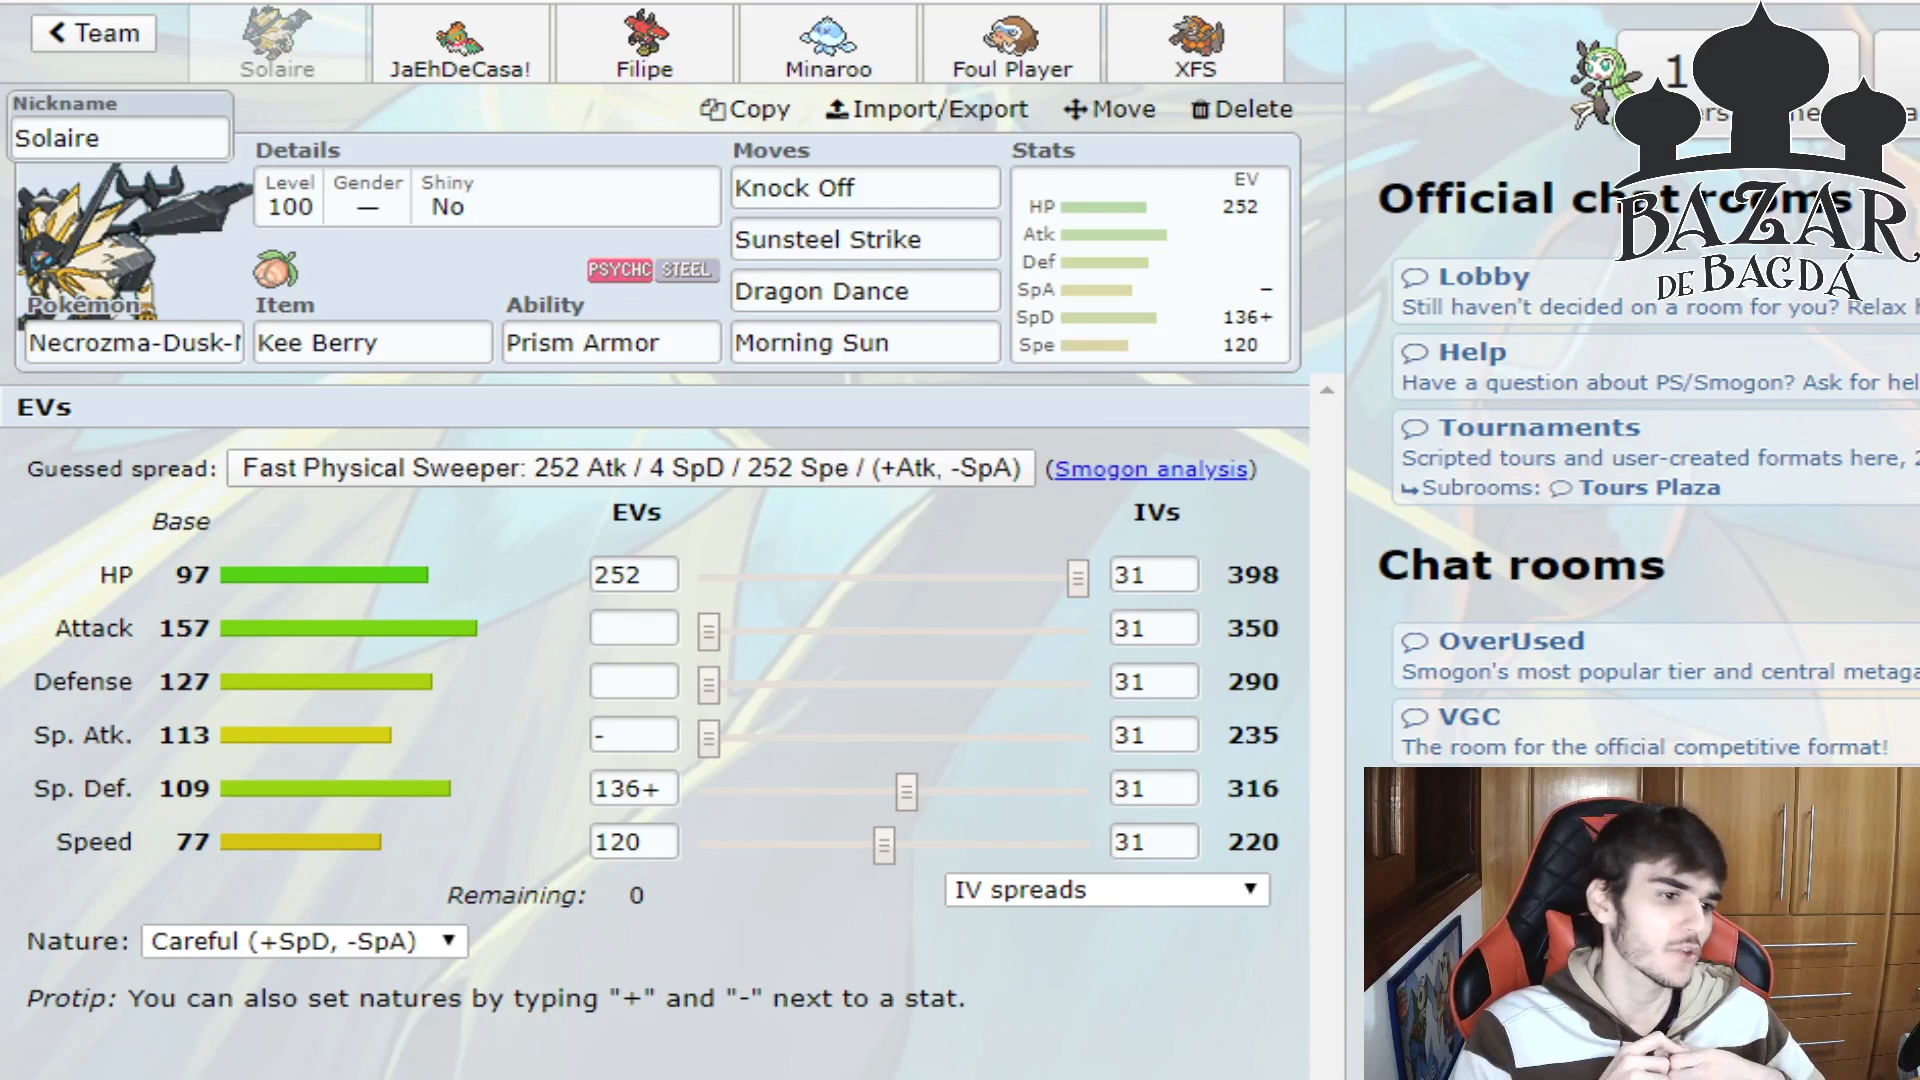 Team
Solaire
JaEhDeCasa!
Filipe
Minaroo
Foul Player
XFS
Copy
Import/Export
Move
Delete
Nickname
Solaire
Details
Moves
Stats
Level
Gender
Shiny
100
—
No
Knock Off
Sunsteel Strike
Dragon Dance
Morning Sun
EV
HP 252
Atk
Def
SpA –
SpD 136+
Spe 120
PSYCHC STEEL
Pokémon
Item
Ability
Necrozma-Dusk-
Kee Berry
Prism Armor
EVs
Guessed spread: Fast Physical Sweeper: 252 Atk / 4 SpD / 252 Spe / (+Atk, -SpA) (Smogon analysis)
Base
EVs
IVs
HP 97 252 31 398
Attack 157 31 350
Defense 127 31 290
Sp. Atk. 113 - 31 235
Sp. Def. 109 136+ 31 316
Speed 77 120 31 220
Remaining: 0
IV spreads
Nature: Careful (+SpD, -SpA)
Protip: You can also set natures by typing "+" and "-" next to a stat.
1
BAZAR
DE BAGDÁ
Official chat rooms
Lobby
Still haven't decided on a room for you? Relax
Help
Have a question about PS/Smogon? Ask for
Tournaments
Scripted tours and user-created formats here,
Subrooms: Tours Plaza
Chat rooms
OverUsed
Smogon's most popular tier and central
VGC
The room for the official competitive format!